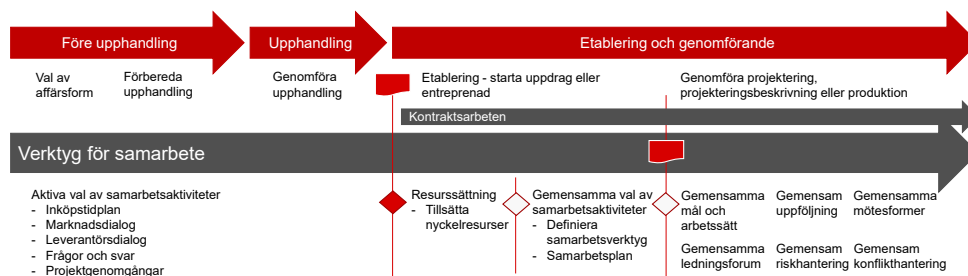 Före upphandling
Upphandling
Etablering och genomförande
Val av
affärsform
Förbereda
upphandling
Genomföra
upphandling
Etablering - starta uppdrag eller
entreprenad
Genomföra projektering,
projekteringsbeskrivning eller produktion
Kontraktsarbeten
Verktyg för samarbete
Aktiva val av samarbetsaktiviteter
- Inköpstidplan
- Marknadsdialog
- Leverantörsdialog
- Frågor och svar
- Projektgenomgångar
Resurssättning
- Tillsätta
nyckelresurser
Gemensamma val av
samarbetsaktiviteter
- Definiera
samarbetsverktyg
- Samarbetsplan
Gemensamma
mål och
arbetssätt
Gemensam
uppföljning
Gemensamma
mötesformer
Gemensamma
ledningsforum
Gemensam
riskhantering
Gemensam
konflikthantering